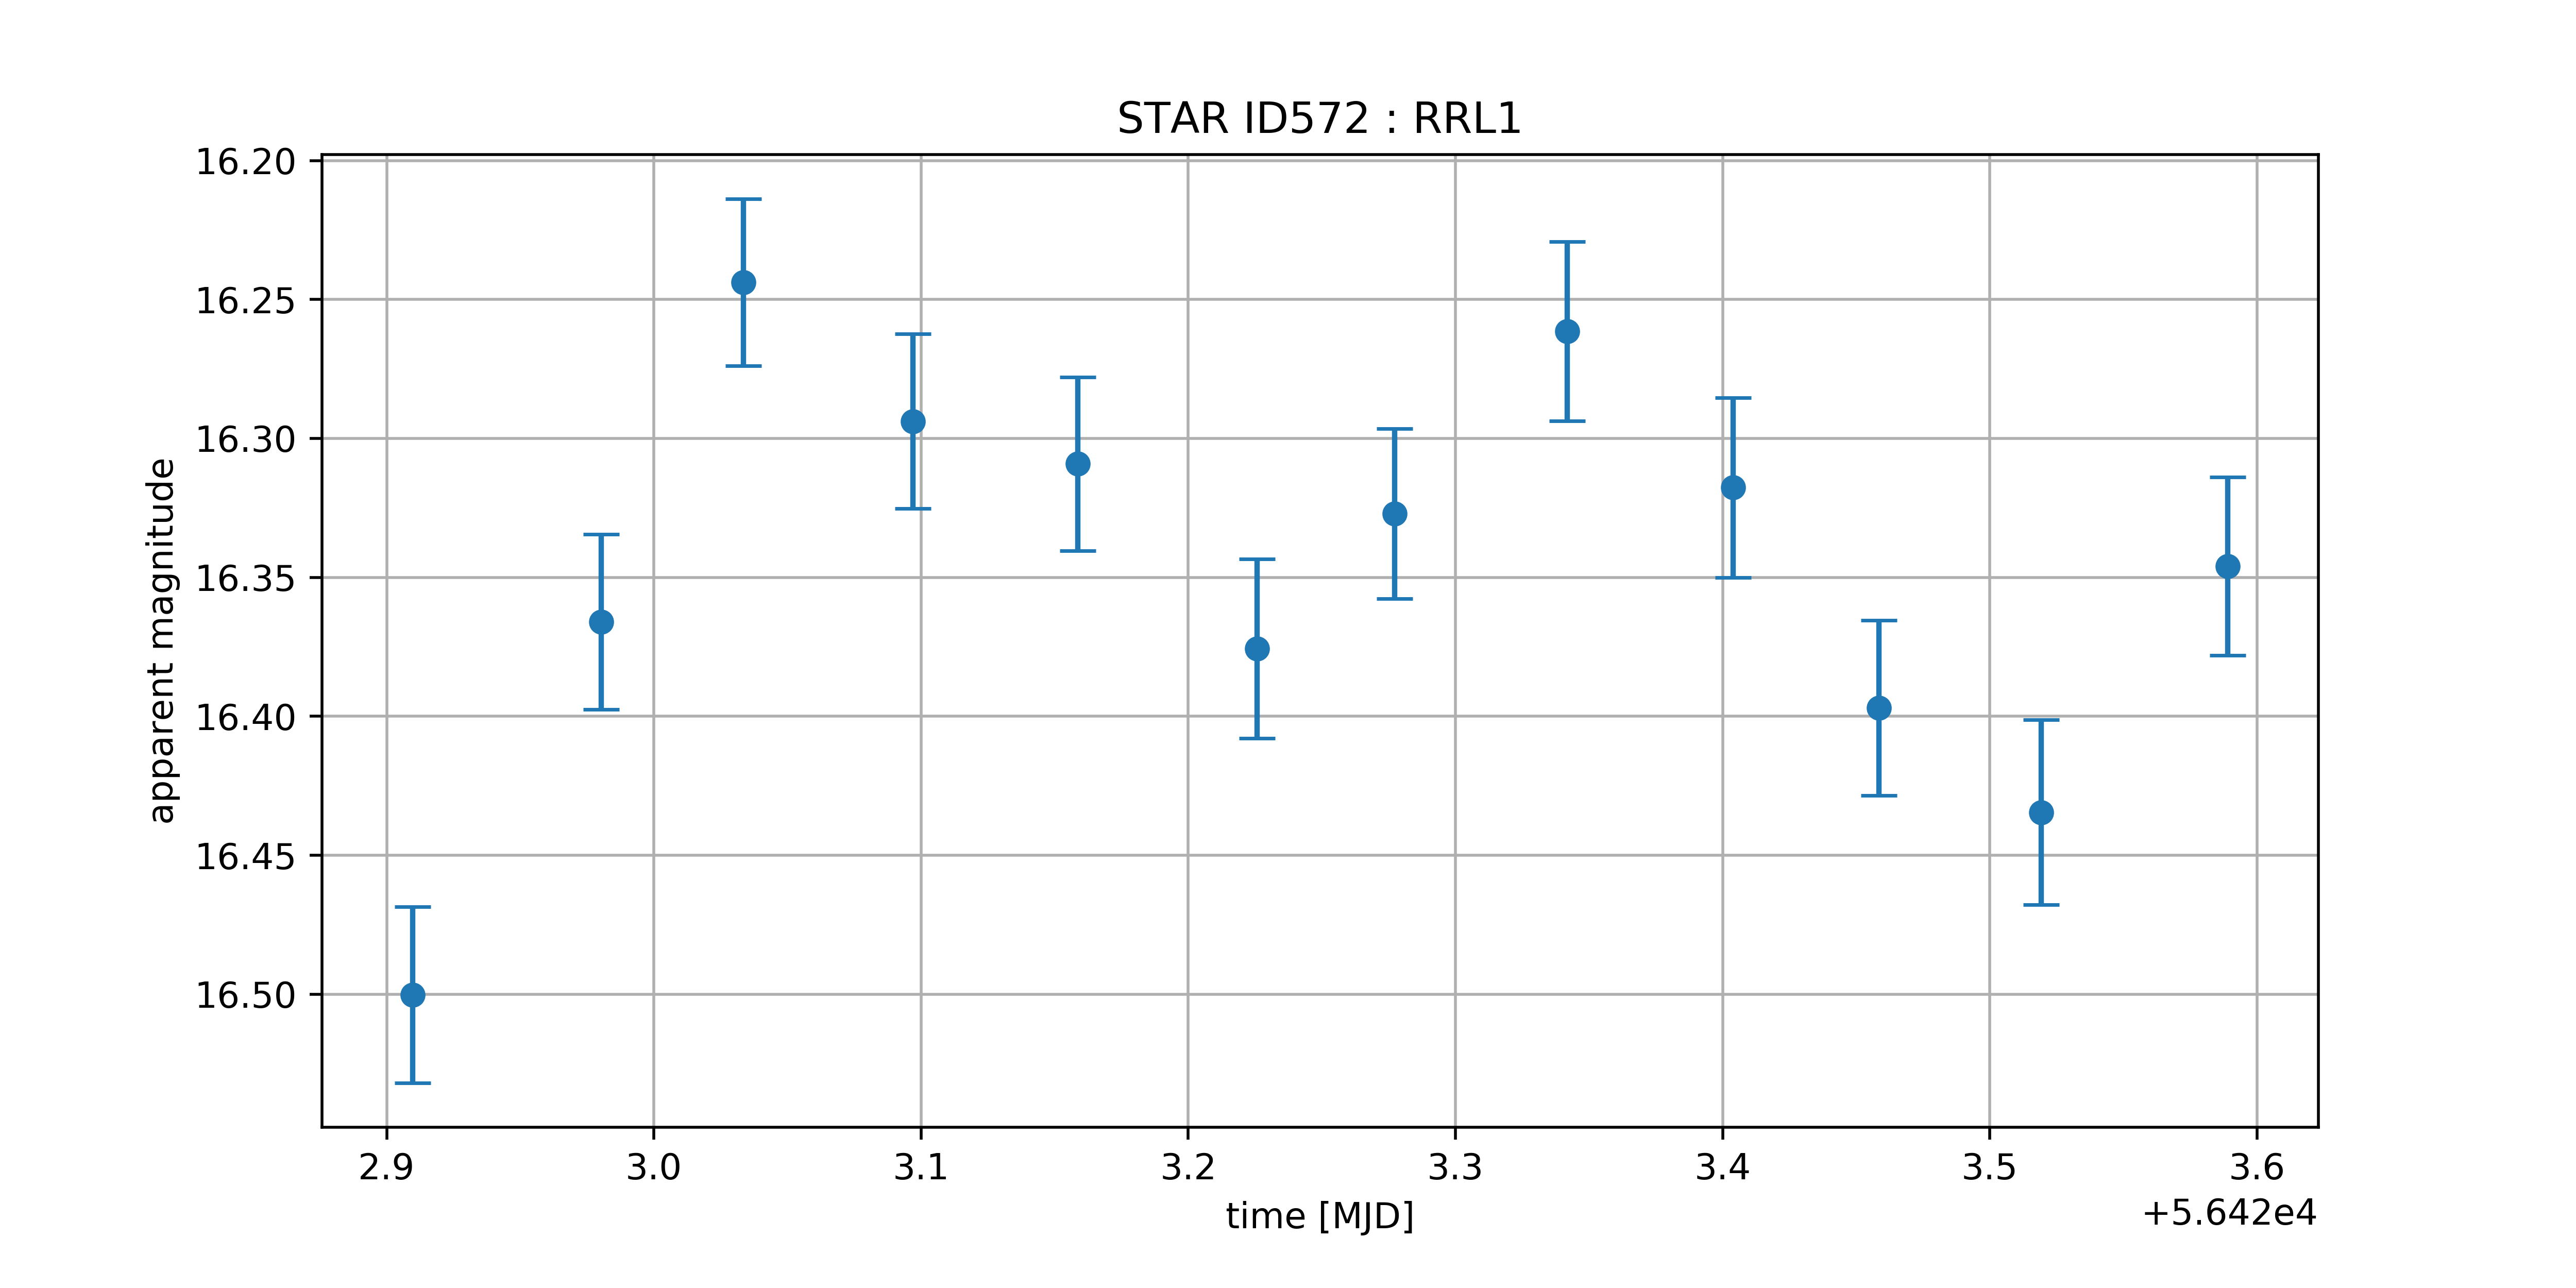 STAR ID572 : RRL1
apparent magnitude
16.20
16.25
16.30
16.35
16.40
16.45
16.50
2.9 3.0 3.1 3.2 3.3 3.4 3.5 3.6
time [MJD]
+5.642e4